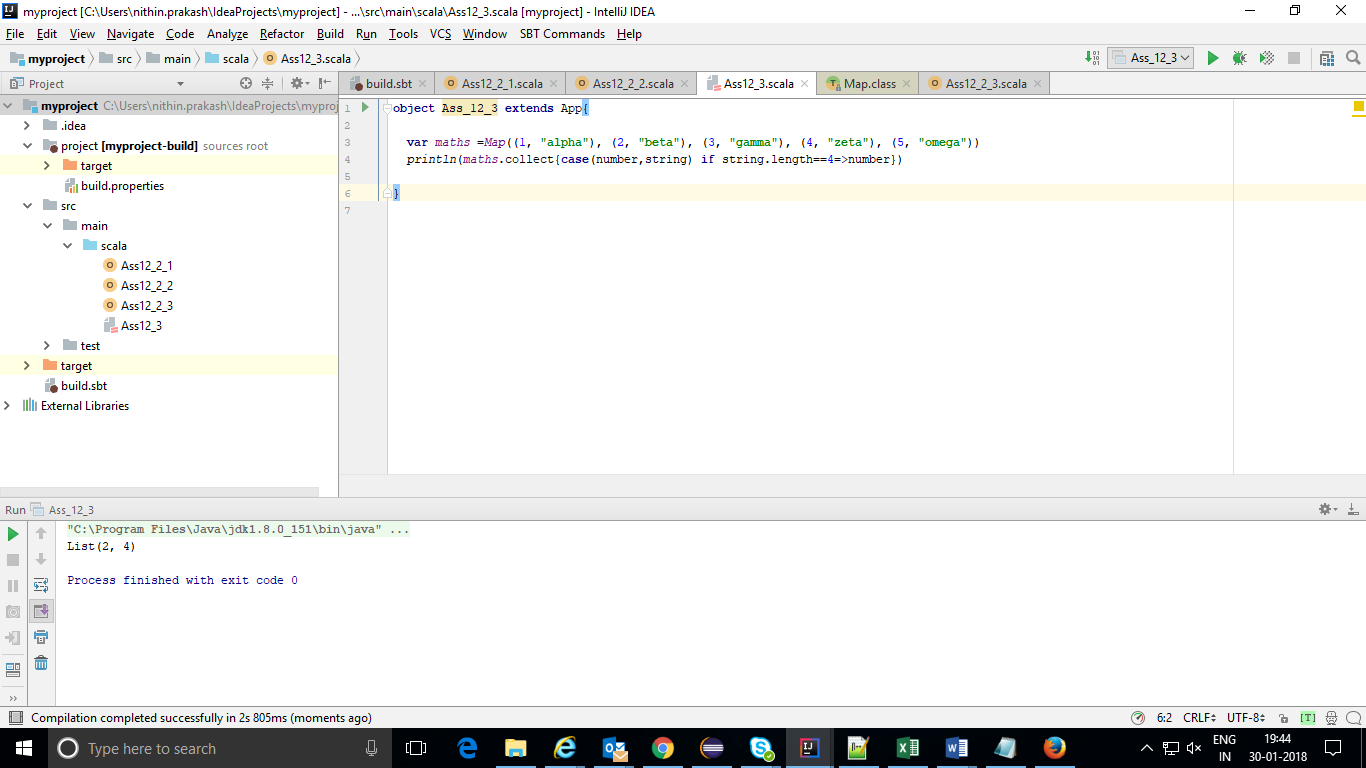 myproject [C:\Users\nithin.prakash\IdeaProjects\myproject] - ...\src\main\scala\Ass12_3.scala [myproject] - IntelliJ IDEA
File Edit View Navigate Code Analyze Refactor Build Run Tools VCS Window SBT Commands Help
myproject src main scala Ass12_3.scala
Ass_12_3
Project
build.sbt Ass12_2_1.scala Ass12_2_2.scala Ass12_3.scala Map.class Ass12_2_3.scala
myproject C:\Users\nithin.prakash\IdeaProjects\myproj
.idea
project [myproject-build] sources root
target
build.properties
src
main
scala
Ass12_2_1
Ass12_2_2
Ass12_2_3
Ass12_3
test
target
build.sbt
External Libraries
1 object Ass_12_3 extends App{
2
3 var maths =Map((1, "alpha"), (2, "beta"), (3, "gamma"), (4, "zeta"), (5, "omega"))
4 println(maths.collect{case(number,string) if string.length==4=>number})
5
6 }
7
Run Ass_12_3
"C:\Program Files\Java\jdk1.8.0_151\bin\java" ...
List(2, 4)
Process finished with exit code 0
Compilation completed successfully in 2s 805ms (moments ago)
6:2 CRLF UTF-8 [T]
Type here to search
ENG
IN
19:44
30-01-2018